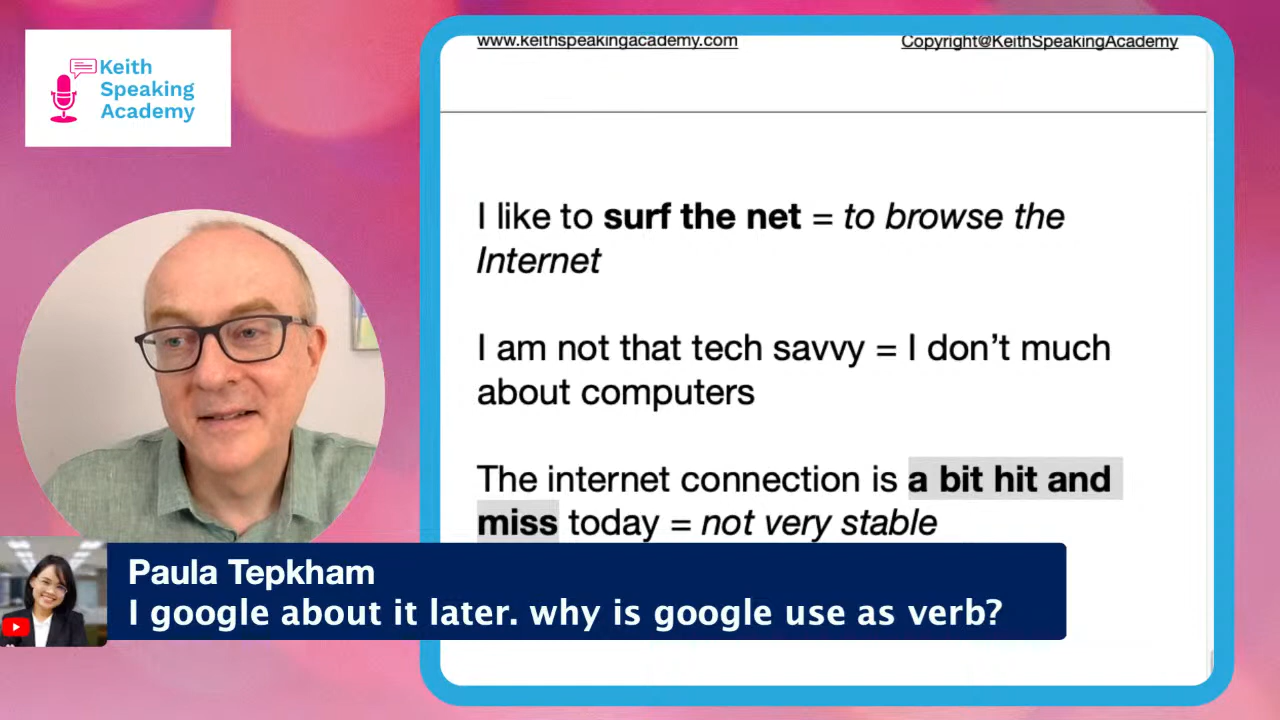 Keith
Speaking
Academy
www.keithspeakingacademy.com
Copyright@KeithSpeakingAcademy
I like to surf the net = to browse the
Internet
I am not that tech savvy = I don’t much
about computers
The internet connection is a bit hit and
miss today = not very stable
Paula Tepkham
I google about it later. why is google use as verb?